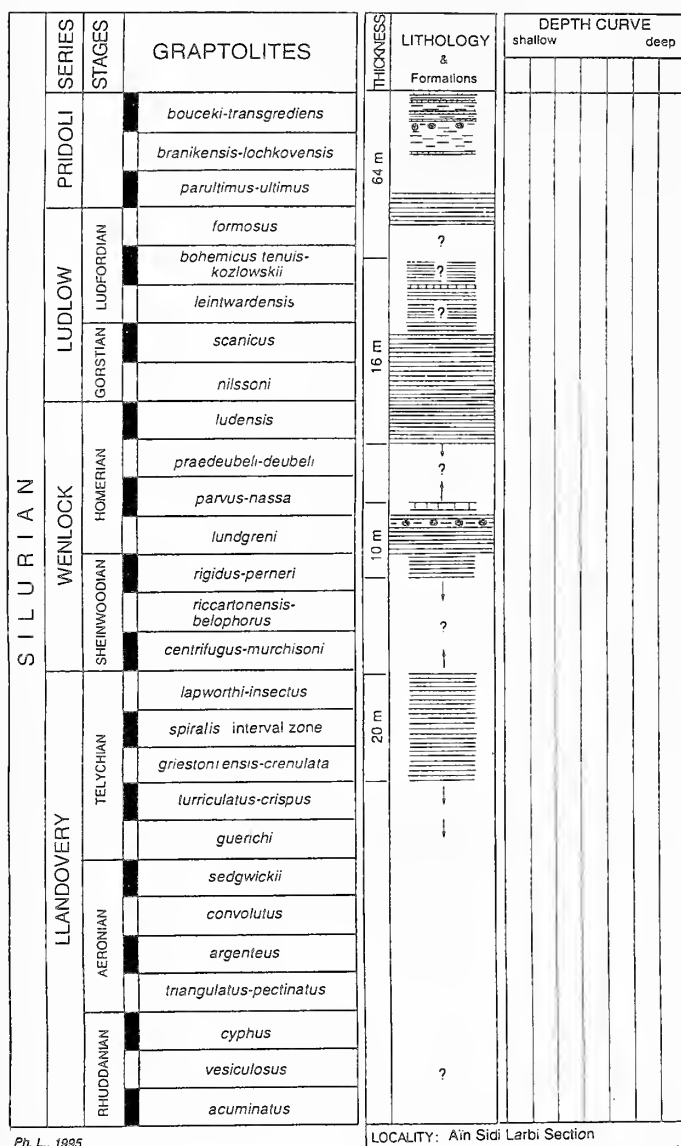 SERIES
STAGES
GRAPTOLITES
THICKNESS
LITHOLOGY
&
Formations
DEPTH CURVE
shallow deep
SILURIAN
PRIDOLI
bouceki-transgrediens
branikensis-lochkovensis
parultimus-ultimus
64 m
LUDLOW
LUDFORDIAN
formosus
?
bohemicus tenuis-
kozlowskii
?
leintwardensis
?
GORSTIAN
scanicus
nilssoni
16 m
WENLOCK
HOMERIAN
ludensis
praedeubeli-deubeli
?
parvus-nassa
lundgreni
10 m
SHEINWOODIAN
rigidus-perneri
riccartonensis-
belophorus
?
centrifugus-murchisoni
LLANDOVERY
TELYCHIAN
lapworthi-insectus
spiralis interval zone
20 m
griestoniensis-crenulata
turriculatus-crispus
guerichi
AERONIAN
sedgwickii
convolutus
argenteus
triangulatus-pectinatus
RHUDDANIAN
cyphus
vesiculosus
?
acuminatus
Ph. L., 1995
LOCALITY: Aïn Sidi Larbi Section